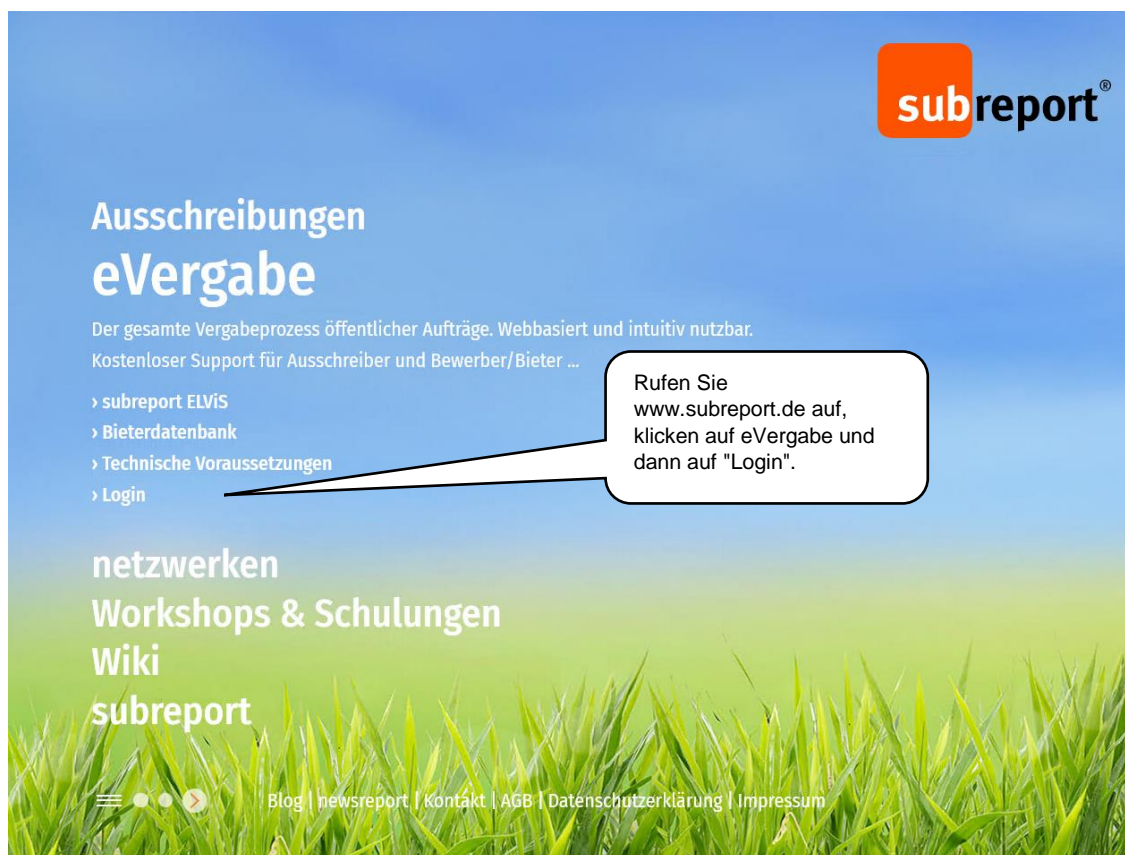 subreport®
Ausschreibungen
eVergabe
Der gesamte Vergabeprozess öffentlicher Aufträge. Webbasiert und intuitiv nutzbar.
Kostenloser Support für Ausschreiber und Bewerber/Bieter ...
› subreport ELViS
› Bieterdatenbank
› Technische Voraussetzungen
› Login
Rufen Sie
www.subreport.de auf,
klicken auf eVergabe und
dann auf "Login".
netzwerken
Workshops & Schulungen
Wiki
subreport
Blog | newsreport | Kontakt | AGB | Datenschutzerklärung | Impressum